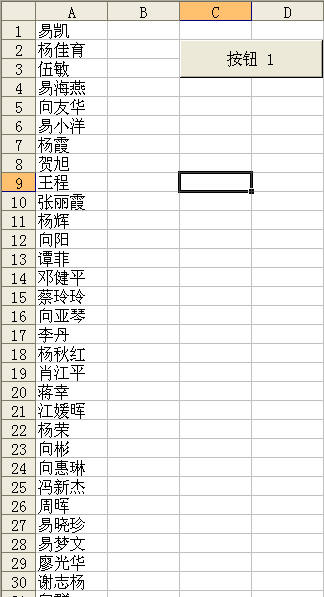 A B C D
1 易凯
2 杨佳育
按钮 1
3 伍敏
4 易海燕
5 向友华
6 易小洋
7 杨霞
8 贺旭
9 王程
10 张丽霞
11 杨辉
12 向阳
13 谭菲
14 邓健平
15 蔡玲玲
16 向亚琴
17 李丹
18 杨秋红
19 肖江平
20 蒋幸
21 江媛晖
22 杨荣
23 向彬
24 向惠琳
25 冯新杰
26 周晖
27 易晓珍
28 易梦文
29 廖光华
30 谢志杨